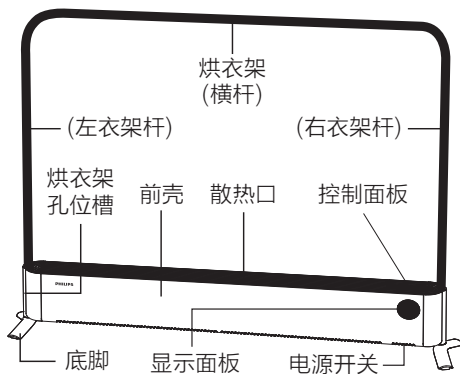 烘衣架
(横杆)
(左衣架杆)
(右衣架杆)
烘衣架
孔位槽
前壳
散热口
控制面板
PHILIPS
底脚
显示面板
电源开关